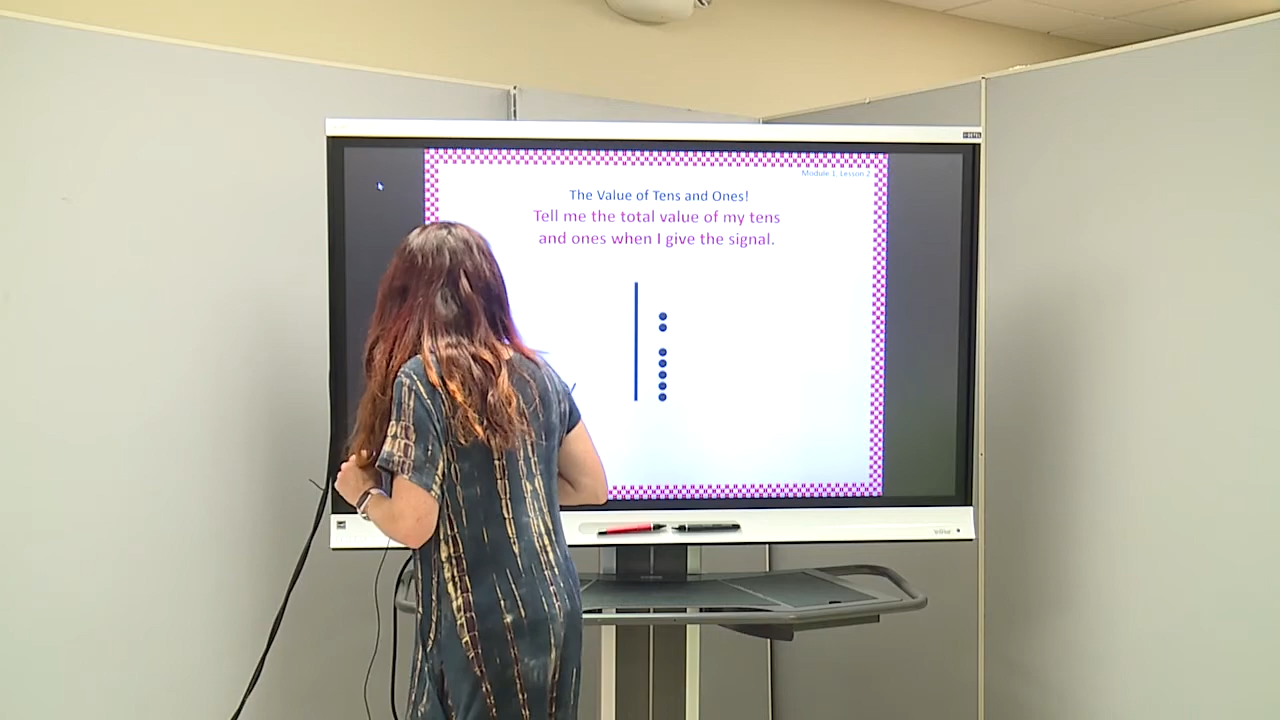 Module 1, Lesson 2
The Value of Tens and Ones!
Tell me the total value of my tens
and ones when I give the signal.